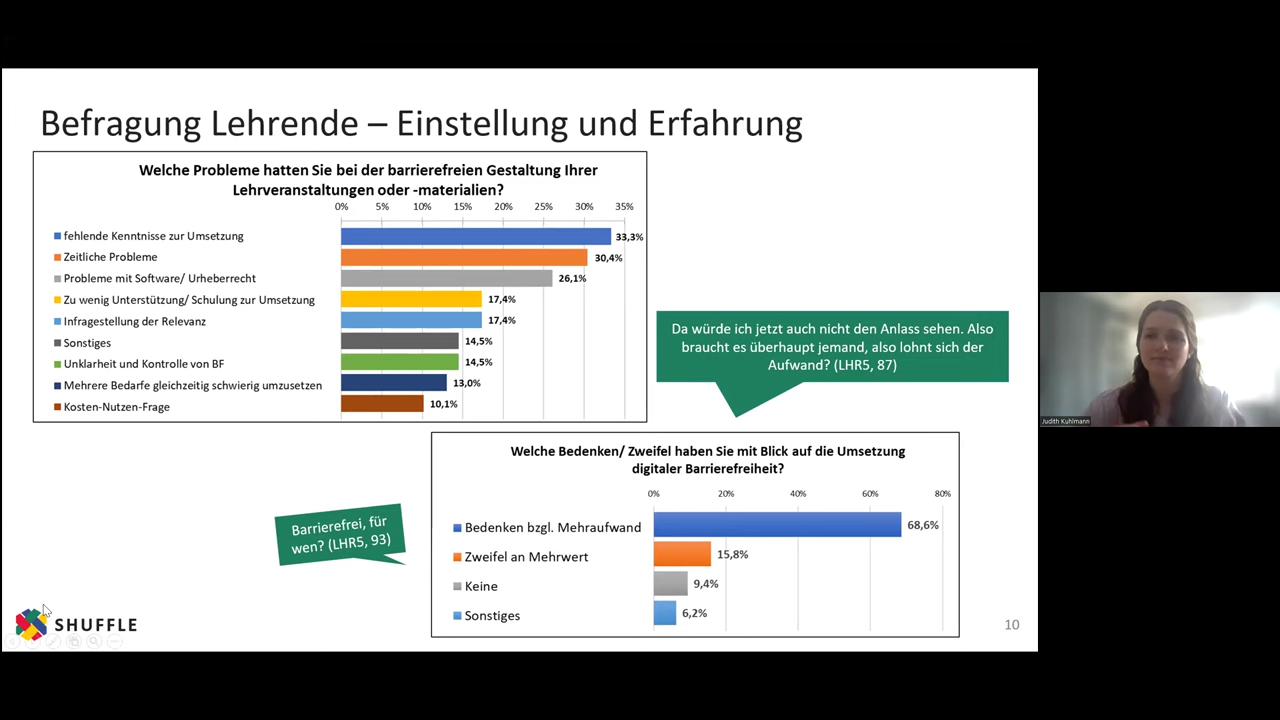 Befragung Lehrende – Einstellung und Erfahrung
Welche Probleme hatten Sie bei der barrierefreien Gestaltung Ihrer
Lehrveranstaltungen oder -materialien?
0% 5% 10% 15% 20% 25% 30% 35%
fehlende Kenntnisse zur Umsetzung 33,3%
Zeitliche Probleme 30,4%
Probleme mit Software/ Urheberrecht 26,1%
Zu wenig Unterstützung/ Schulung zur Umsetzung 17,4%
Infragestellung der Relevanz 17,4%
Sonstiges 14,5%
Unklarheit und Kontrolle von BF 14,5%
Mehrere Bedarfe gleichzeitig schwierig umzusetzen 13,0%
Kosten-Nutzen-Frage 10,1%
Da würde ich jetzt auch nicht den Anlass sehen. Also
braucht es überhaupt jemand, also lohnt sich der
Aufwand? (LHR5, 87)
Judith Kuhlmann
Welche Bedenken/ Zweifel haben Sie mit Blick auf die Umsetzung
digitaler Barrierefreiheit?
0% 20% 40% 60% 80%
Bedenken bzgl. Mehraufwand 68,6%
Zweifel an Mehrwert 15,8%
Keine 9,4%
Sonstiges 6,2%
Barrierefrei, für
wen? (LHR5, 93)
SHUFFLE
10